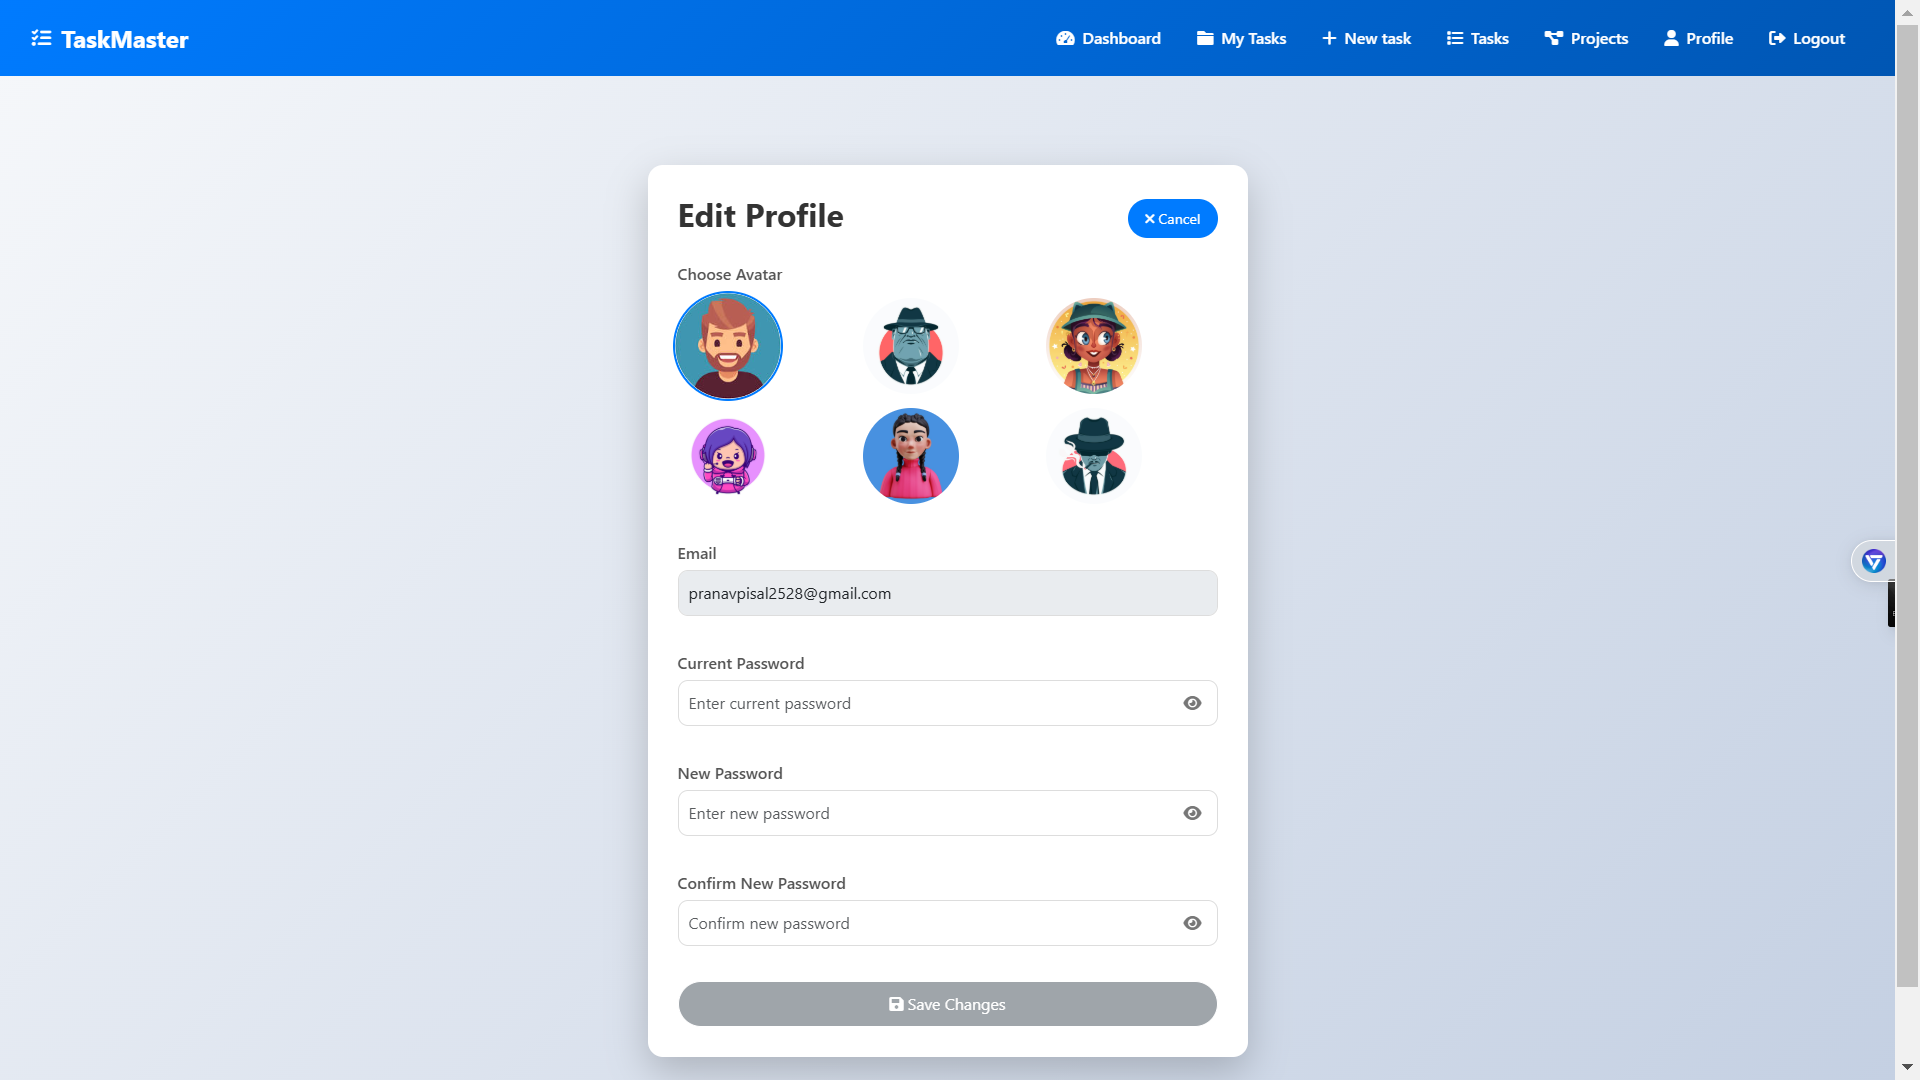 TaskMaster
Dashboard
My Tasks
New task
Tasks
Projects
Profile
Logout
Edit Profile
Cancel
Choose Avatar
Email
pranavpisal2528@gmail.com
Current Password
Enter current password
New Password
Enter new password
Confirm New Password
Confirm new password
Save Changes